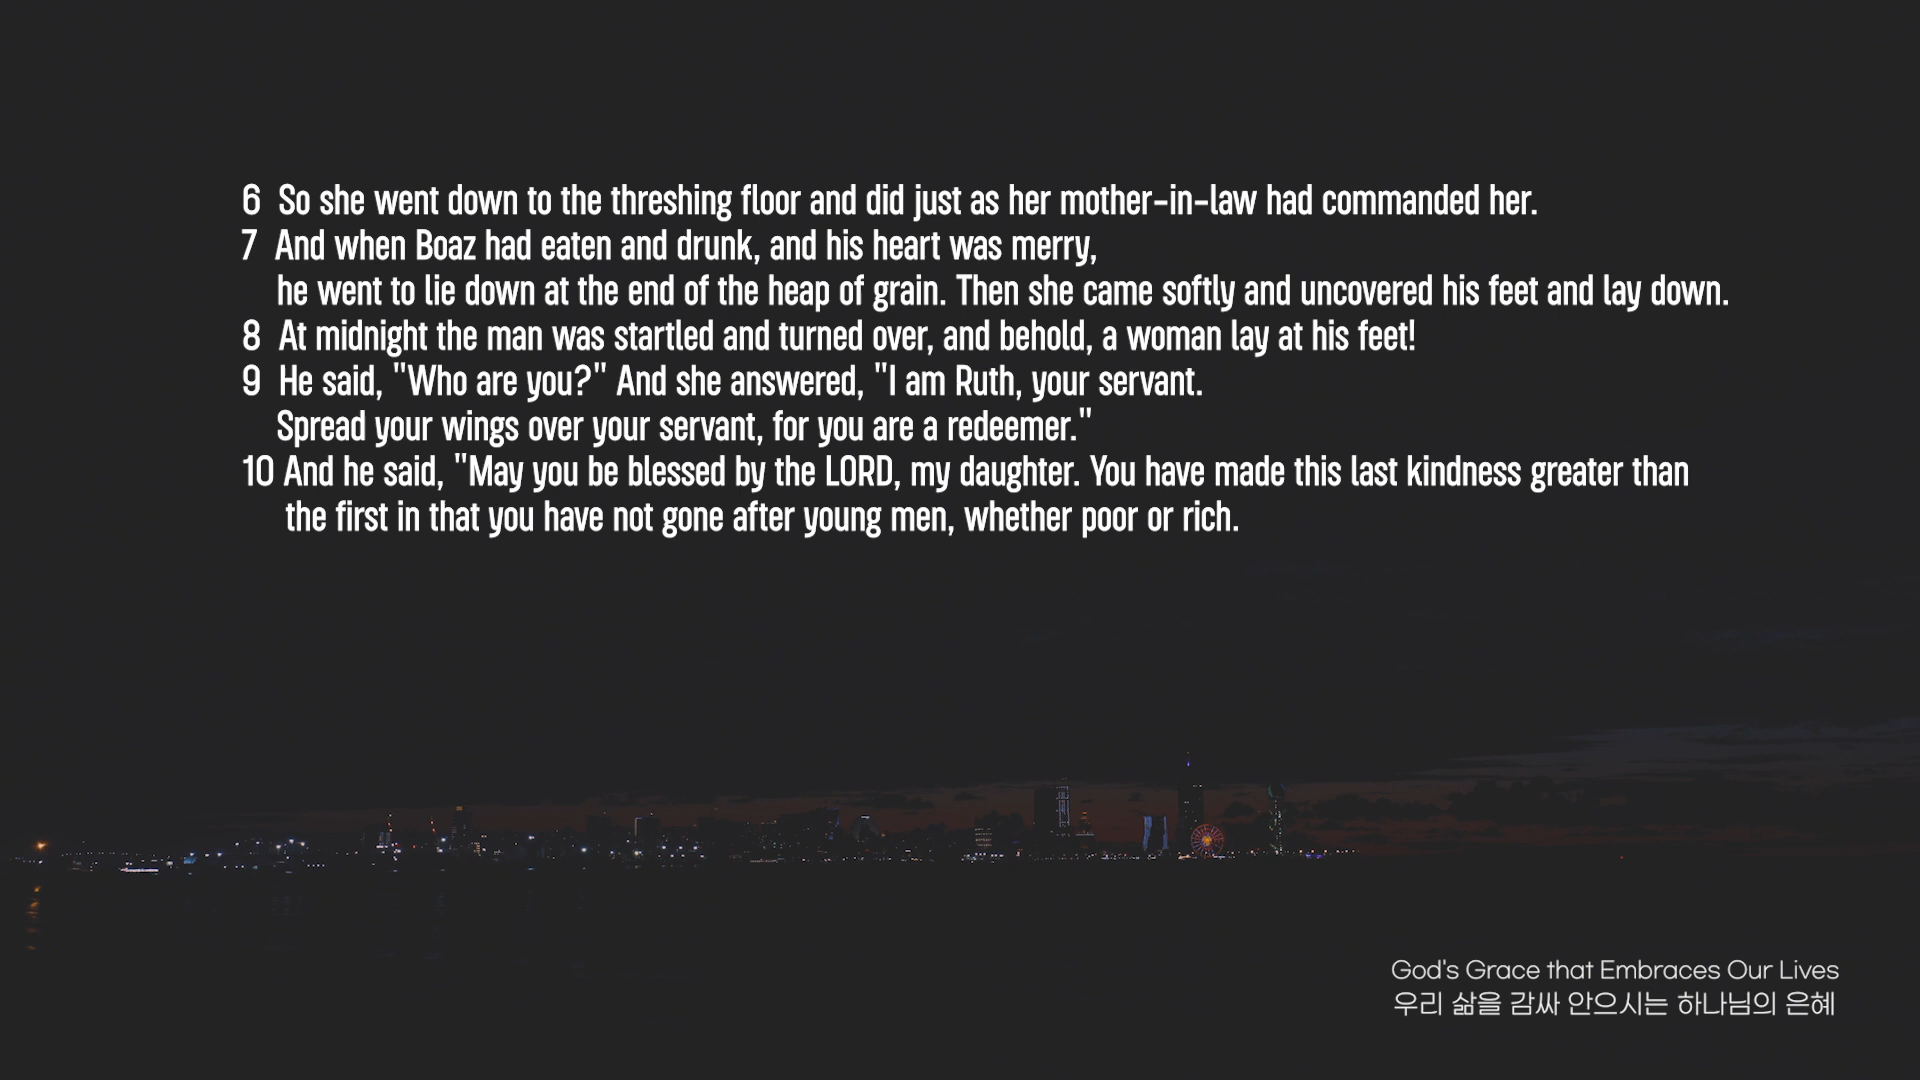 6 So she went down to the threshing floor and did just as her mother-in-law had commanded her.
7 And when Boaz had eaten and drunk, and his heart was merry,
he went to lie down at the end of the heap of grain. Then she came softly and uncovered his feet and lay down.
8 At midnight the man was startled and turned over, and behold, a woman lay at his feet!
9 He said, "Who are you?" And she answered, "I am Ruth, your servant.
Spread your wings over your servant, for you are a redeemer."
10 And he said, "May you be blessed by the LORD, my daughter. You have made this last kindness greater than
the first in that you have not gone after young men, whether poor or rich.
God's Grace that Embraces Our Lives
우리 삶을 감싸 안으시는 하나님의 은혜